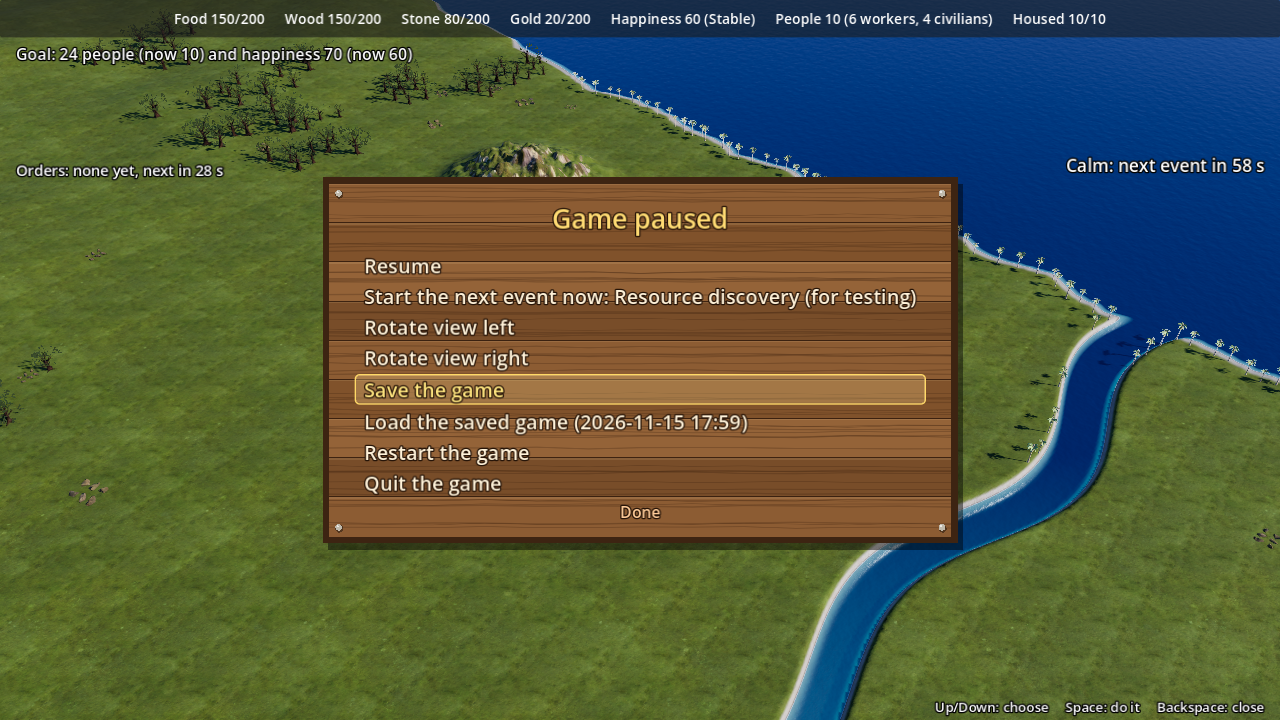 Food 150/200 Wood 150/200 Stone 80/200 Gold 20/200 Happiness 60 (Stable) People 10 (6 workers, 4 civilians) Housed 10/10
Goal: 24 people (now 10) and happiness 70 (now 60)
Orders: none yet, next in 28 s
Calm: next event in 58 s
Game paused
Resume
Start the next event now: Resource discovery (for testing)
Rotate view left
Rotate view right
Save the game
Load the saved game (2026-11-15 17:59)
Restart the game
Quit the game
Done
Up/Down: choose Space: do it Backspace: close